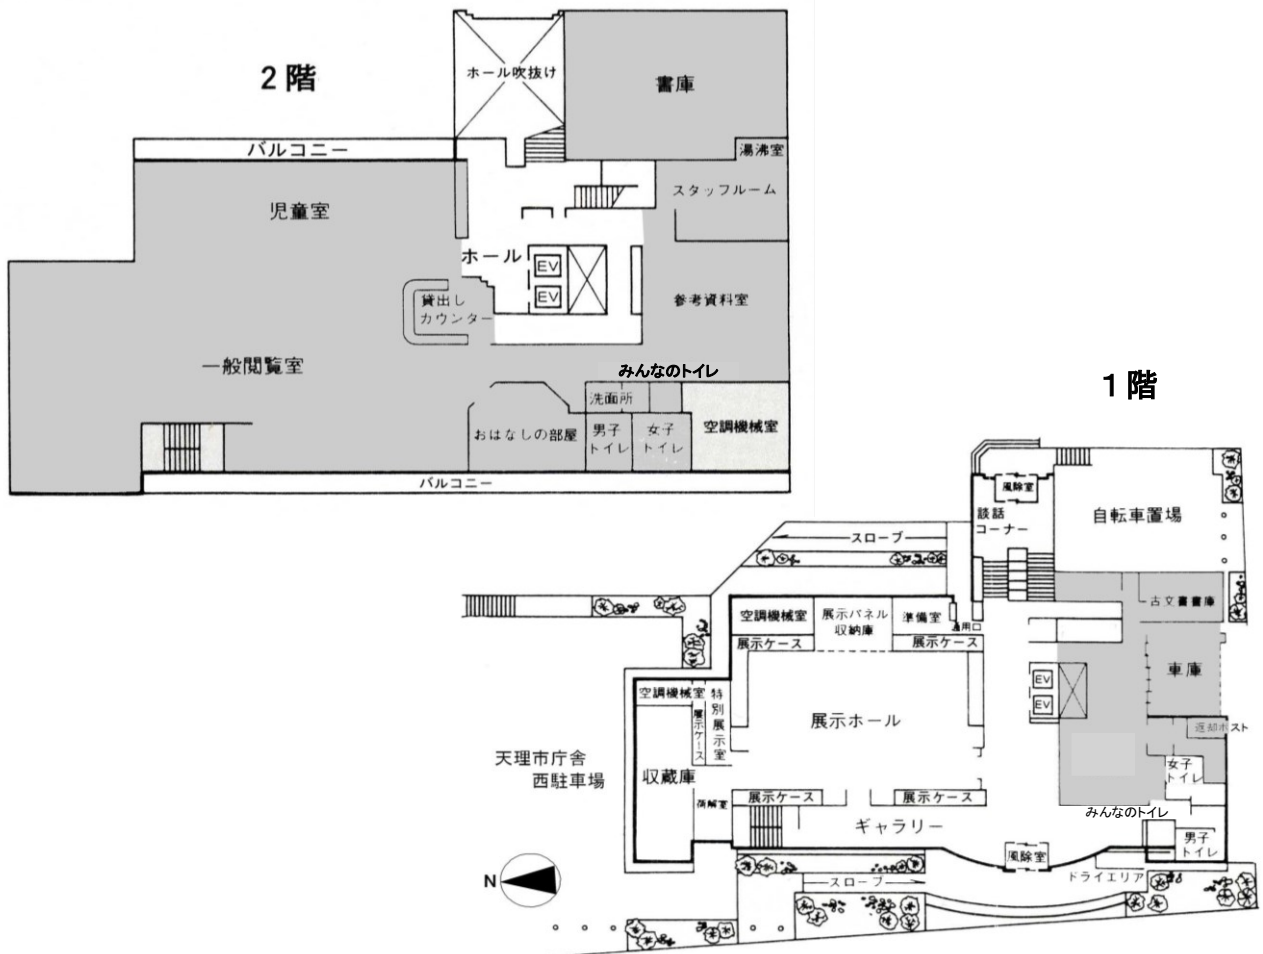 2階
ホール吹抜け
書庫
湯沸室
バルコニー
スタッフルーム
児童室
ホール
EV
EV
貸出し
カウンター
参考資料室
一般閲覧室
みんなのトイレ
洗面所
おはなしの部屋
男子
トイレ
女子
トイレ
空調機械室
バルコニー
1階
風除室
談話
コーナー
自転車置場
スロープ
古文書書庫
空調機械室
展示パネル
収納庫
準備室
通用口
展示ケース
展示ケース
車庫
EV
EV
空調機械室
特別展示室
展示ケース
展示ホール
返却ポスト
天理市庁舎
西駐車場
収蔵庫
女子
トイレ
荷解室
展示ケース
展示ケース
みんなのトイレ
ギャラリー
男子
トイレ
風除室
ドライエリア
スロープ
N